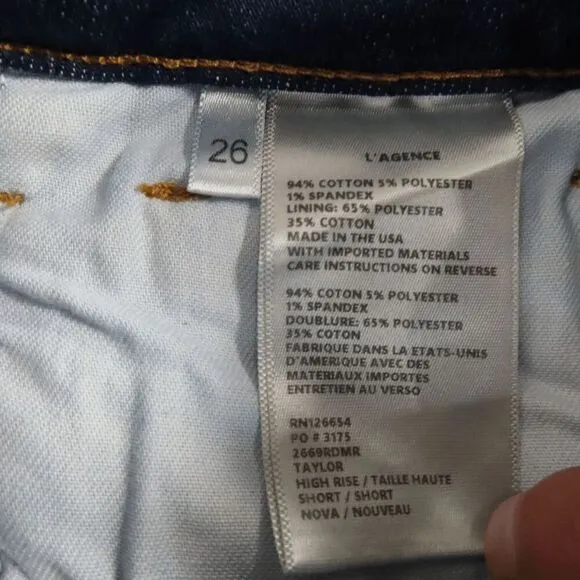 26
L'AGENCE
94% COTTON 5% POLYESTER
1% SPANDEX
LINING: 65% POLYESTER
35% COTTON
MADE IN THE USA
WITH IMPORTED MATERIALS
CARE INSTRUCTIONS ON REVERSE
94% COTON 5% POLYESTER
1% SPANDEX
DOUBLURE: 65% POLYESTER
35% COTON
FABRIQUE DANS LA ETATS-UNIS
D'AMERIQUE AVEC DES
MATERIAUX IMPORTES
ENTRETIEN AU VERSO
RN126654
PO # 3175
2669RDMR
TAYLOR
HIGH RISE / TAILLE HAUTE
SHORT / SHORT
NOVA / NOUVEAU